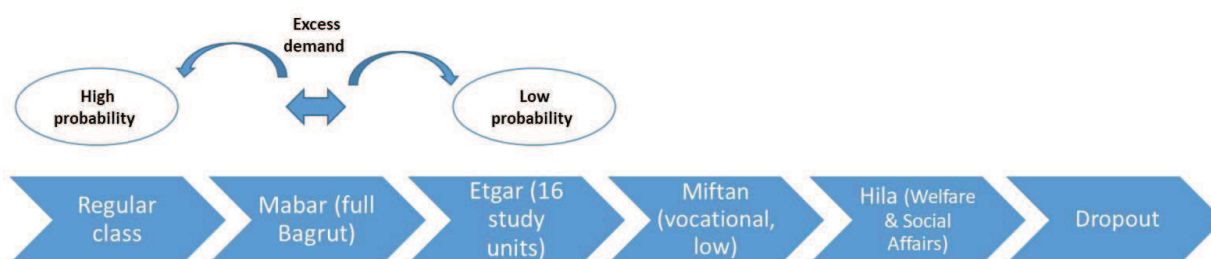 Excess
demand
High
probability
Low
probability
Regular
class
Mabar (full
Bagrut)
Etgar (16
study
units)
Miftan
(vocational,
low)
Hila (Welfare
& Social
Affairs)
Dropout